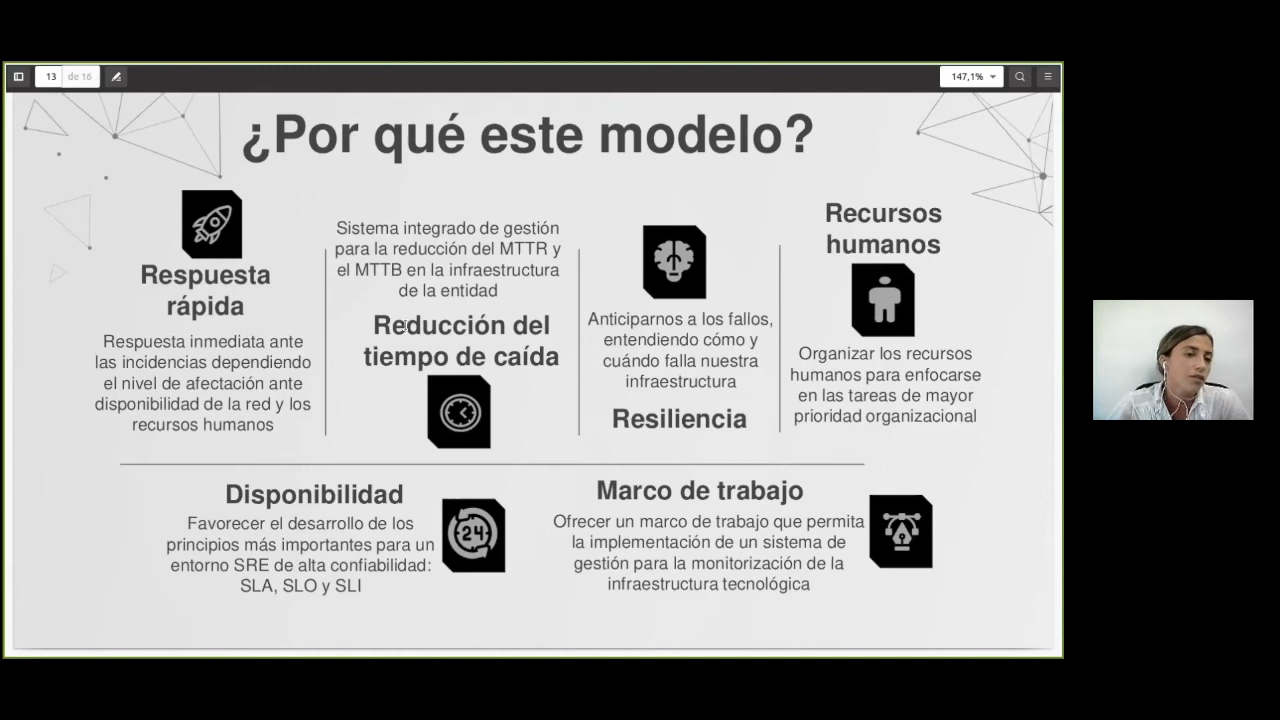 13 de 16
147,1%
¿Por qué este modelo?
Respuesta
rápida
Respuesta inmediata ante
las incidencias dependiendo
el nivel de afectación ante
disponibilidad de la red y los
recursos humanos
Sistema integrado de gestión
para la reducción del MTTR y
el MTTB en la infraestructura
de la entidad
Reducción del
tiempo de caída
Anticiparnos a los fallos,
entendiendo cómo y
cuándo falla nuestra
infraestructura
Resiliencia
Recursos
humanos
Organizar los recursos
humanos para enfocarse
en las tareas de mayor
prioridad organizacional
Disponibilidad
Favorecer el desarrollo de los
principios más importantes para un
entorno SRE de alta confiabilidad:
SLA, SLO y SLI
24
Marco de trabajo
Ofrecer un marco de trabajo que permita
la implementación de un sistema de
gestión para la monitorización de la
infraestructura tecnológica